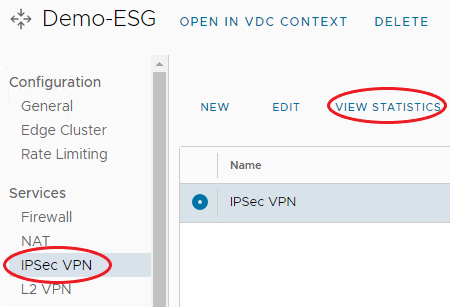 Demo-ESG OPEN IN VDC CONTEXT DELETE
Configuration
General
Edge Cluster
Rate Limiting
Services
Firewall
NAT
IPSec VPN
L2 VPN
NEW EDIT VIEW STATISTICS
Name
IPSec VPN